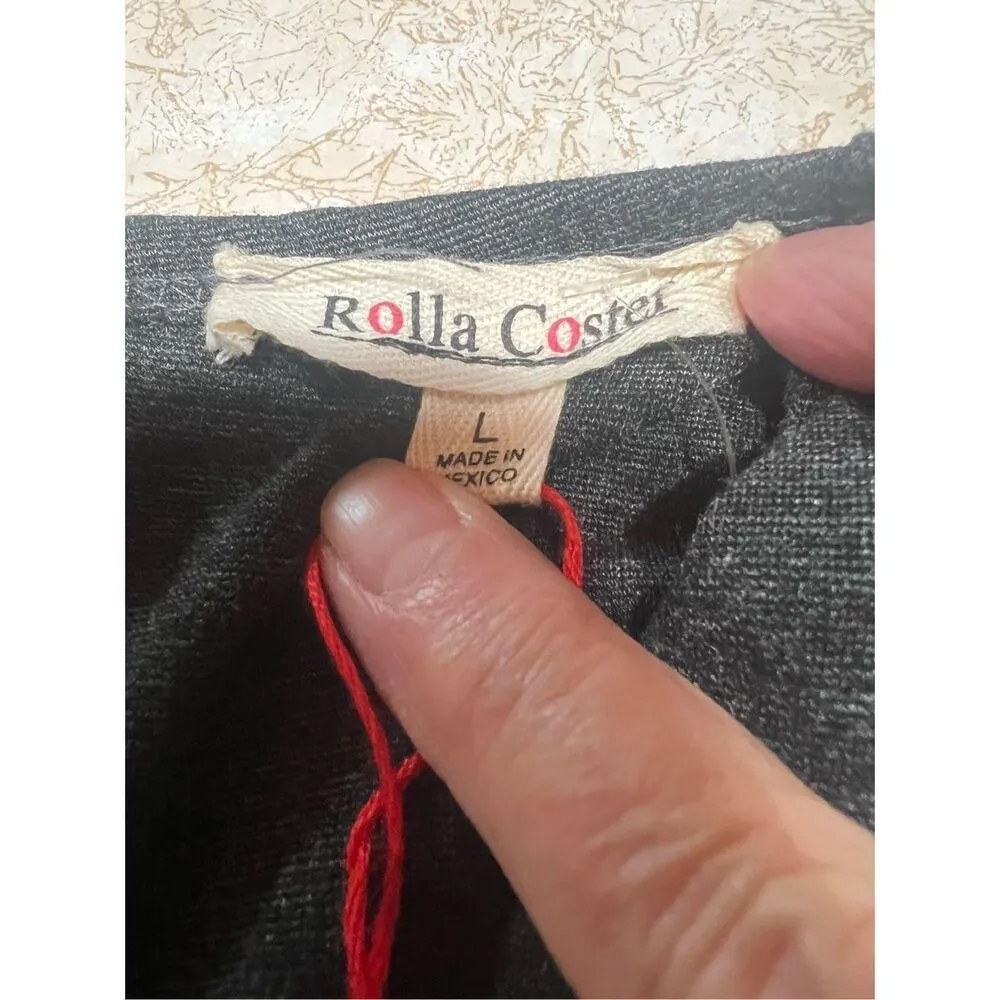 Rolla Coster
L
MADE IN
MEXICO